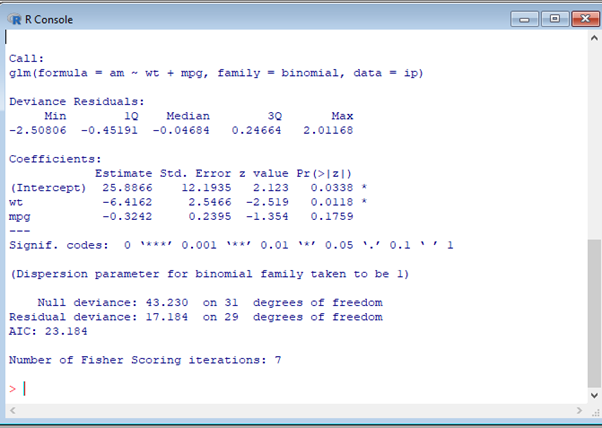 R Console
Call:
glm(formula = am ~ wt + mpg, family = binomial, data = ip)
Deviance Residuals:
     Min       1Q   Median       3Q      Max
-2.50806 -0.45191 -0.04684  0.24664  2.01168
Coefficients:
            Estimate Std. Error z value Pr(>|z|)
(Intercept)  25.8866    12.1935   2.123   0.0338 *
wt           -6.4162     2.5466  -2.519   0.0118 *
mpg          -0.3242     0.2395  -1.354   0.1759
---
Signif. codes:  0 ‘***’ 0.001 ‘**’ 0.01 ‘*’ 0.05 ‘.’ 0.1 ‘ ’ 1
(Dispersion parameter for binomial family taken to be 1)
    Null deviance: 43.230  on 31  degrees of freedom
Residual deviance: 17.184  on 29  degrees of freedom
AIC: 23.184
Number of Fisher Scoring iterations: 7
>